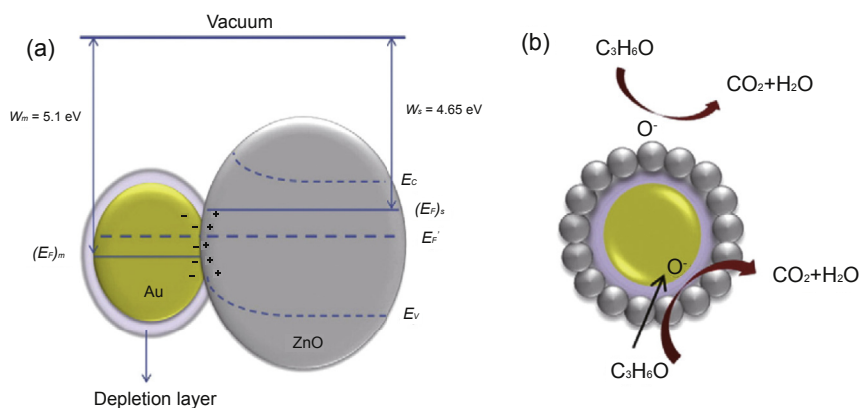 Vacuum
(a)
Wm = 5.1 eV
Ws = 4.65 eV
EC
(EF)s
EF'
(EF)m
Au
EV
ZnO
Depletion layer
(b)
C₃H₆O
CO₂+H₂O
O⁻
O⁻
CO₂+H₂O
C₃H₆O